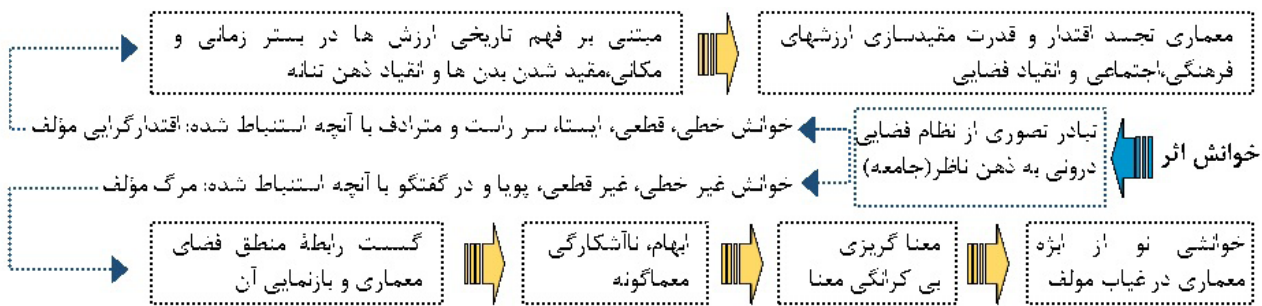 معماری تجسد اقتدار و قدرت مقیدسازی ارزشهای
فرهنگی،اجتماعی و انقیاد فضایی
مبتنی بر فهم تاریخی ارزش ها در بستر زمانی و
مکانی،مقید شدن بدن ها و انقیاد ذهن تنانه
خوانش اثر
تبادر تصوری از نظام فضایی
درونی به ذهن ناظر(جامعه)
خوانش خطی، قطعی، ایستا، سر راست و مترادف با آنچه استنباط شده: اقتدارگرایی مؤلف
خوانش غیر خطی، غیر قطعی، پویا و در گفتگو با آنچه استنباط شده: مرگ مؤلف
گسست رابطهٔ منطق فضای
معماری و بازنمایی آن
ابهام، ناآشکارگی
معماگونه
معنا گریزی
بی کرانگی معنا
خوانشی نو از ابژه
معماری در غیاب مولف